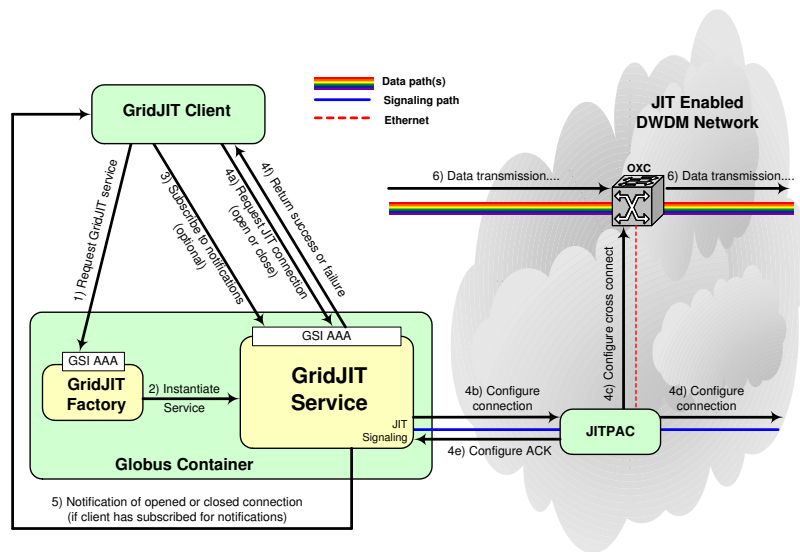 GridJIT Client
Data path(s)
Signaling path
Ethernet
JIT Enabled
DWDM Network
OXC
6) Data transmission....
6) Data transmission....
1) Request GridJIT service
3) Subscribe to notifications
(optional)
4a) Request JIT connection
(open or close)
4f) Return success or failure
4c) Configure cross connect
GSI AAA
GSI AAA
GridJIT
Factory
2) Instantiate
Service
GridJIT
Service
JIT
Signaling
Globus Container
4b) Configure
connection
4d) Configure
connection
JITPAC
4e) Configure ACK
5) Notification of opened or closed connection
(if client has subscribed for notifications)